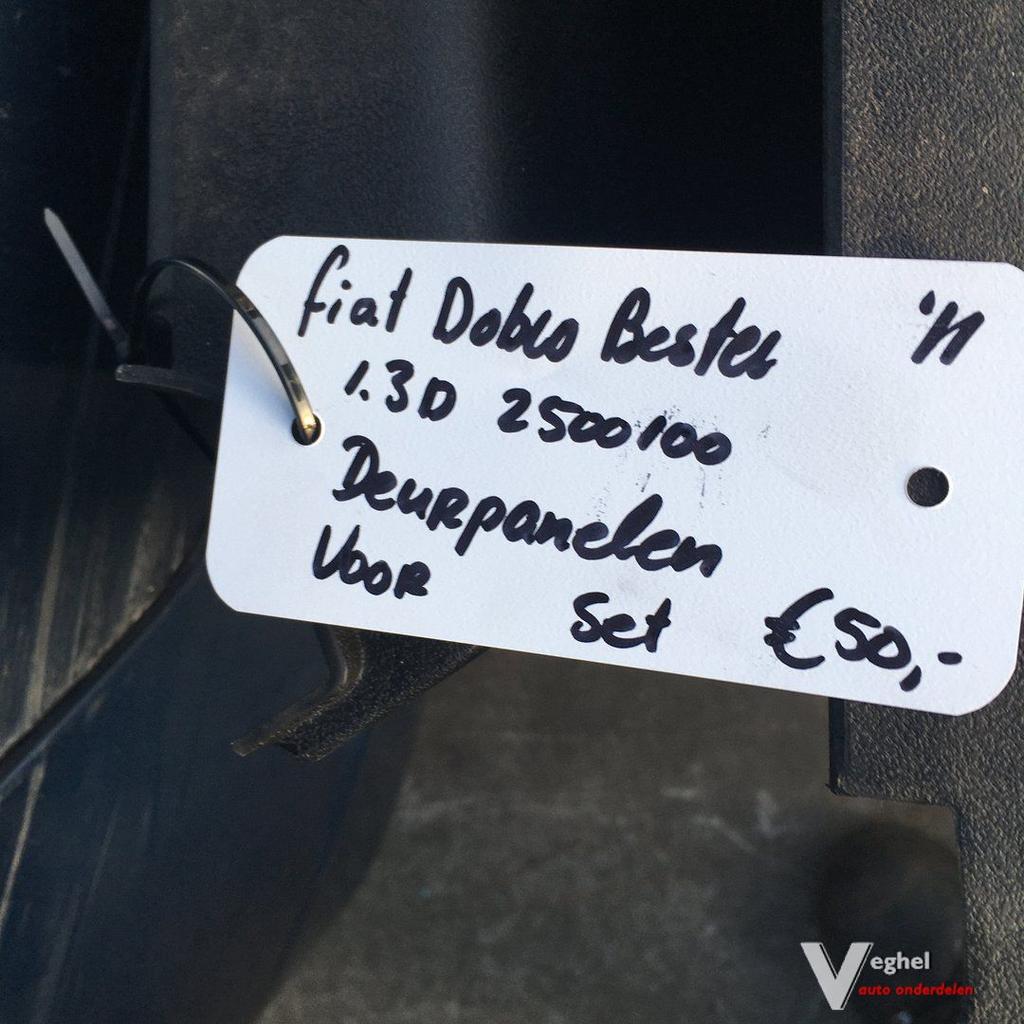 Fiat Doblo Bestel '11
1.3D 2500100
Deurpanelen
Voor Set €50,-
Veghel
auto onderdelen